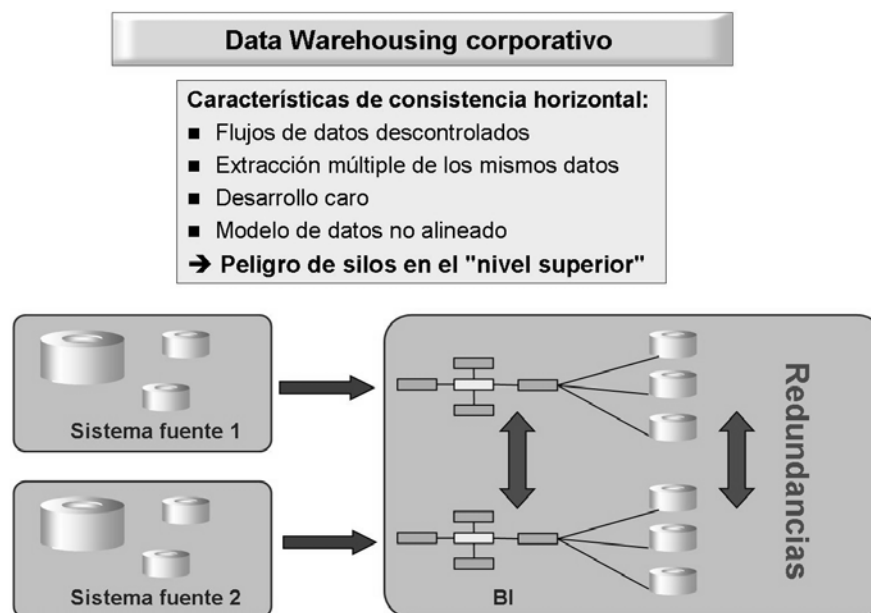 Data Warehousing corporativo
Características de consistencia horizontal:
■ Flujos de datos descontrolados
■ Extracción múltiple de los mismos datos
■ Desarrollo caro
■ Modelo de datos no alineado
➔ Peligro de silos en el "nivel superior"
Sistema fuente 1
Redundancias
Sistema fuente 2
BI